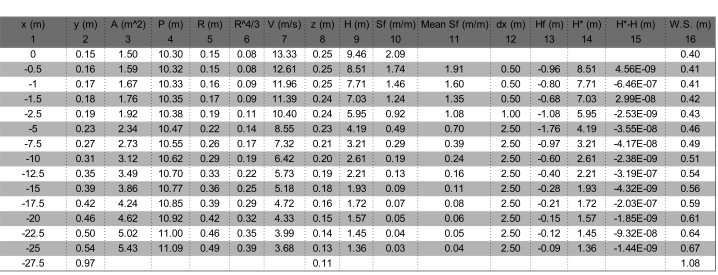 x (m) y (m) A (m^2) P (m) R (m) R^4/3 V (m/s) z (m) H (m) Sf (m/m) Mean Sf (m/m) dx (m) Hf (m) H* (m) H*-H (m) W.S. (m)
1 2 3 4 5 6 7 8 9 10 11 12 13 14 15 16
0 0.15 1.50 10.30 0.15 0.08 13.33 0.25 9.46 2.09 0.40
-0.5 0.16 1.59 10.32 0.15 0.08 12.61 0.25 8.51 1.74 1.91 0.50 -0.96 8.51 4.56E-09 0.41
-1 0.17 1.67 10.33 0.16 0.09 11.96 0.25 7.71 1.46 1.60 0.50 -0.80 7.71 -6.46E-07 0.41
-1.5 0.18 1.76 10.35 0.17 0.09 11.39 0.24 7.03 1.24 1.35 0.50 -0.68 7.03 2.99E-08 0.42
-2.5 0.19 1.92 10.38 0.19 0.11 10.40 0.24 5.95 0.92 1.08 1.00 -1.08 5.95 -2.53E-09 0.43
-5 0.23 2.34 10.47 0.22 0.14 8.55 0.23 4.19 0.49 0.70 2.50 -1.76 4.19 -3.55E-08 0.46
-7.5 0.27 2.73 10.55 0.26 0.17 7.32 0.21 3.21 0.29 0.39 2.50 -0.97 3.21 -4.17E-08 0.49
-10 0.31 3.12 10.62 0.29 0.19 6.42 0.20 2.61 0.19 0.24 2.50 -0.60 2.61 -2.38E-09 0.51
-12.5 0.35 3.49 10.70 0.33 0.22 5.73 0.19 2.21 0.13 0.16 2.50 -0.40 2.21 -3.19E-07 0.54
-15 0.39 3.86 10.77 0.36 0.25 5.18 0.18 1.93 0.09 0.11 2.50 -0.28 1.93 -4.32E-09 0.56
-17.5 0.42 4.24 10.85 0.39 0.29 4.72 0.16 1.72 0.07 0.08 2.50 -0.21 1.72 -2.03E-07 0.59
-20 0.46 4.62 10.92 0.42 0.32 4.33 0.15 1.57 0.05 0.06 2.50 -0.15 1.57 -1.85E-09 0.61
-22.5 0.50 5.02 11.00 0.46 0.35 3.99 0.14 1.45 0.04 0.05 2.50 -0.12 1.45 -9.32E-08 0.64
-25 0.54 5.43 11.09 0.49 0.39 3.68 0.13 1.36 0.03 0.04 2.50 -0.09 1.36 -1.44E-09 0.67
-27.5 0.97 0.11 1.08